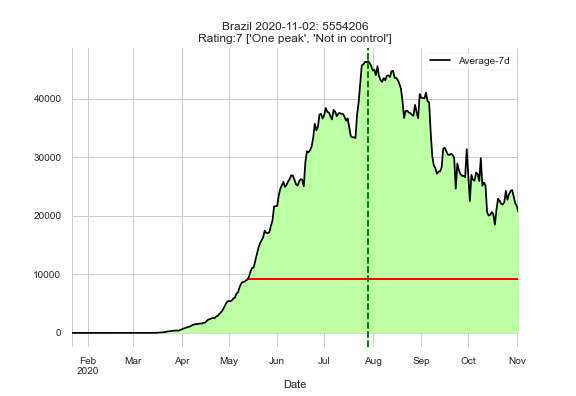 Brazil 2020-11-02: 5554206
Rating:7 ['One peak', 'Not in control']
Average-7d
40000
30000
20000
10000
0
Feb Mar Apr May Jun Jul Aug Sep Oct Nov
2020
Date